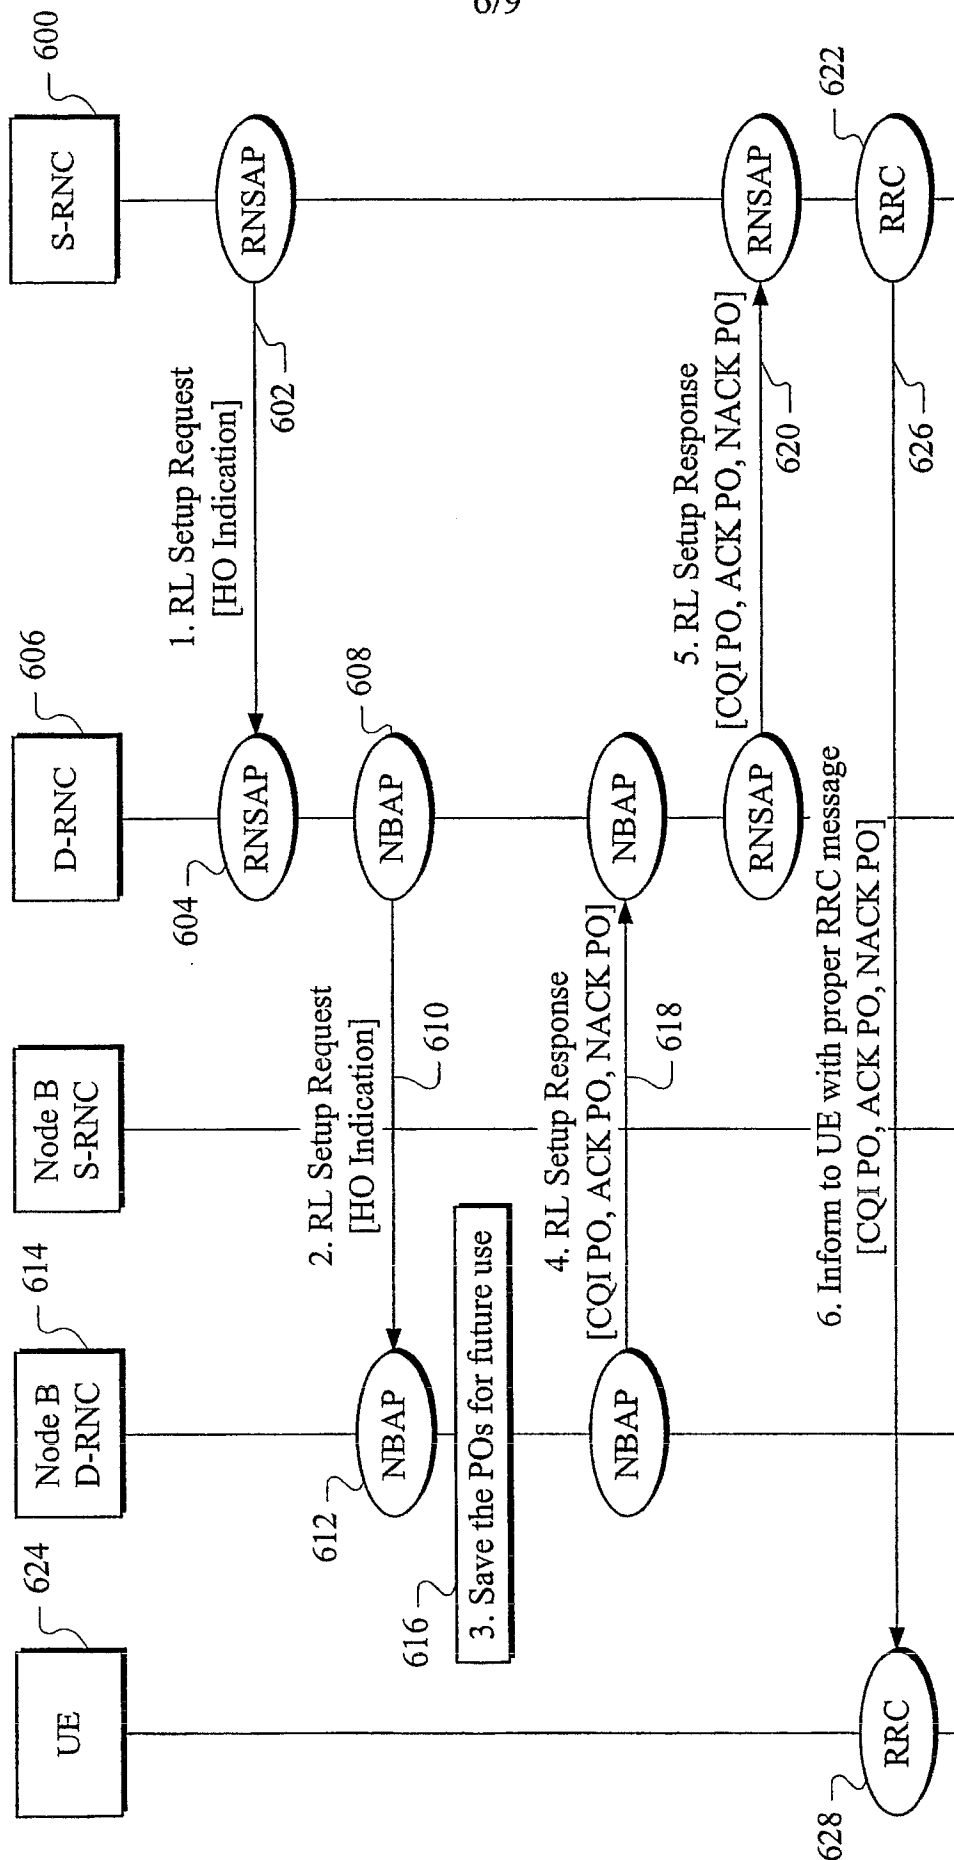 6/9
UE
624
Node B
D-RNC
614
Node B
S-RNC
D-RNC
606
S-RNC
600
1. RL Setup Request
[HO Indication]
602
RNSAP
604
RNSAP
2. RL Setup Request
[HO Indication]
610
NBAP
612
NBAP
608
616
3. Save the POs for future use
4. RL Setup Response
[CQI PO, ACK PO, NACK PO]
618
NBAP
NBAP
5. RL Setup Response
[CQI PO, ACK PO, NACK PO]
620
RNSAP
RNSAP
6. Inform to UE with proper RRC message
[CQI PO, ACK PO, NACK PO]
626
RRC
628
RRC
622